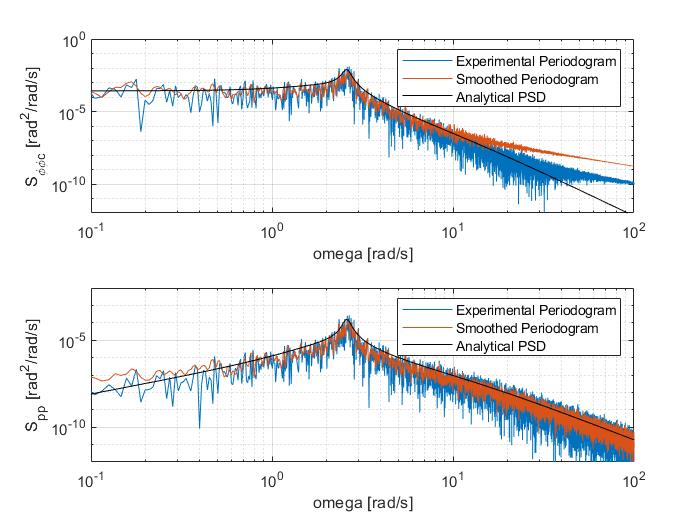 10^0
10^-5
10^-10
S_φφc [rad^2/rad/s]
Experimental Periodogram
Smoothed Periodogram
Analytical PSD
10^-1 10^0 10^1 10^2
omega [rad/s]
10^-5
10^-10
S_pp [rad^2/rad/s]
Experimental Periodogram
Smoothed Periodogram
Analytical PSD
10^-1 10^0 10^1 10^2
omega [rad/s]